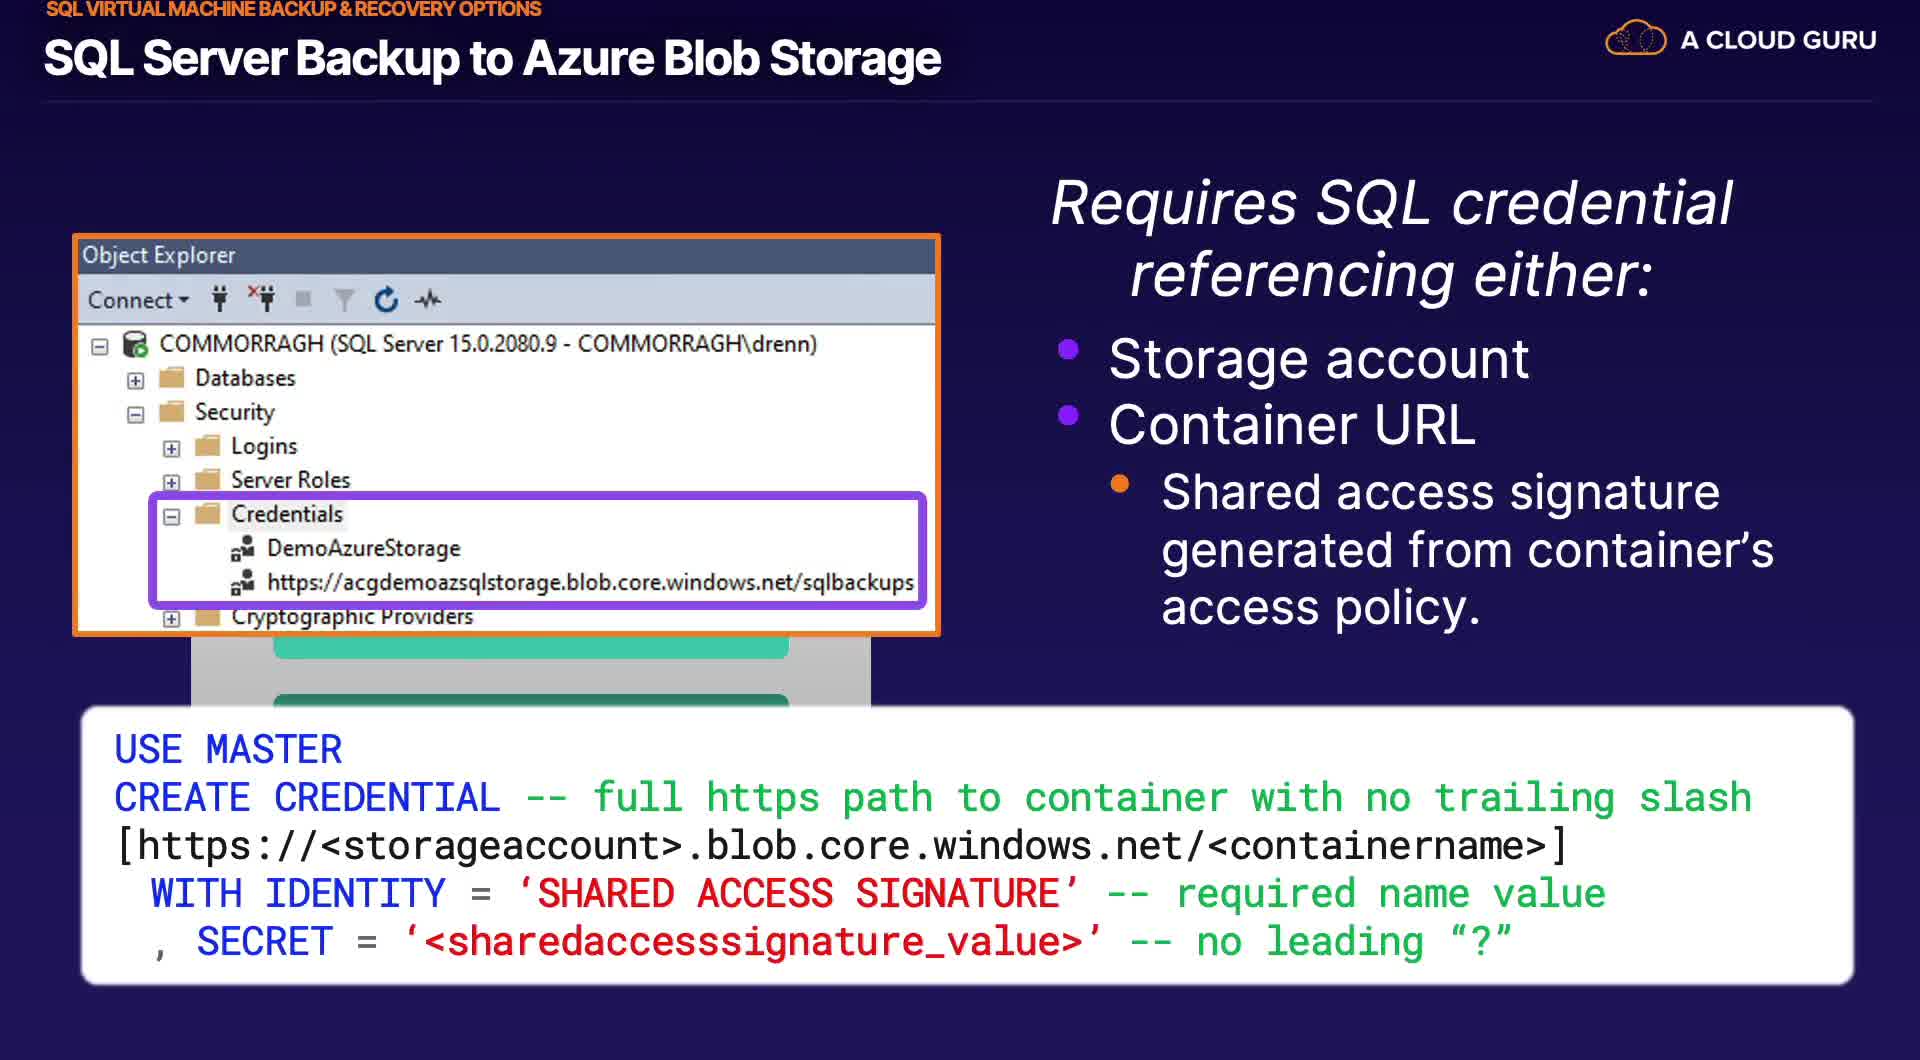 SQL VIRTUAL MACHINE BACKUP & RECOVERY OPTIONS
SQL Server Backup to Azure Blob Storage
A CLOUD GURU
Object Explorer
Connect
COMMORRAGH (SQL Server 15.0.2080.9 - COMMORRAGH\drenn)
Databases
Security
Logins
Server Roles
Credentials
DemoAzureStorage
https://acgdemoazsqlstorage.blob.core.windows.net/sqlbackups
Cryptographic Providers
Requires SQL credential
referencing either:
Storage account
Container URL
Shared access signature
generated from container’s
access policy.
USE MASTER
CREATE CREDENTIAL -- full https path to container with no trailing slash
[https://<storageaccount>.blob.core.windows.net/<containername>]
WITH IDENTITY = ‘SHARED ACCESS SIGNATURE’ -- required name value
, SECRET = ‘<sharedaccesssignature_value>’ -- no leading “?”